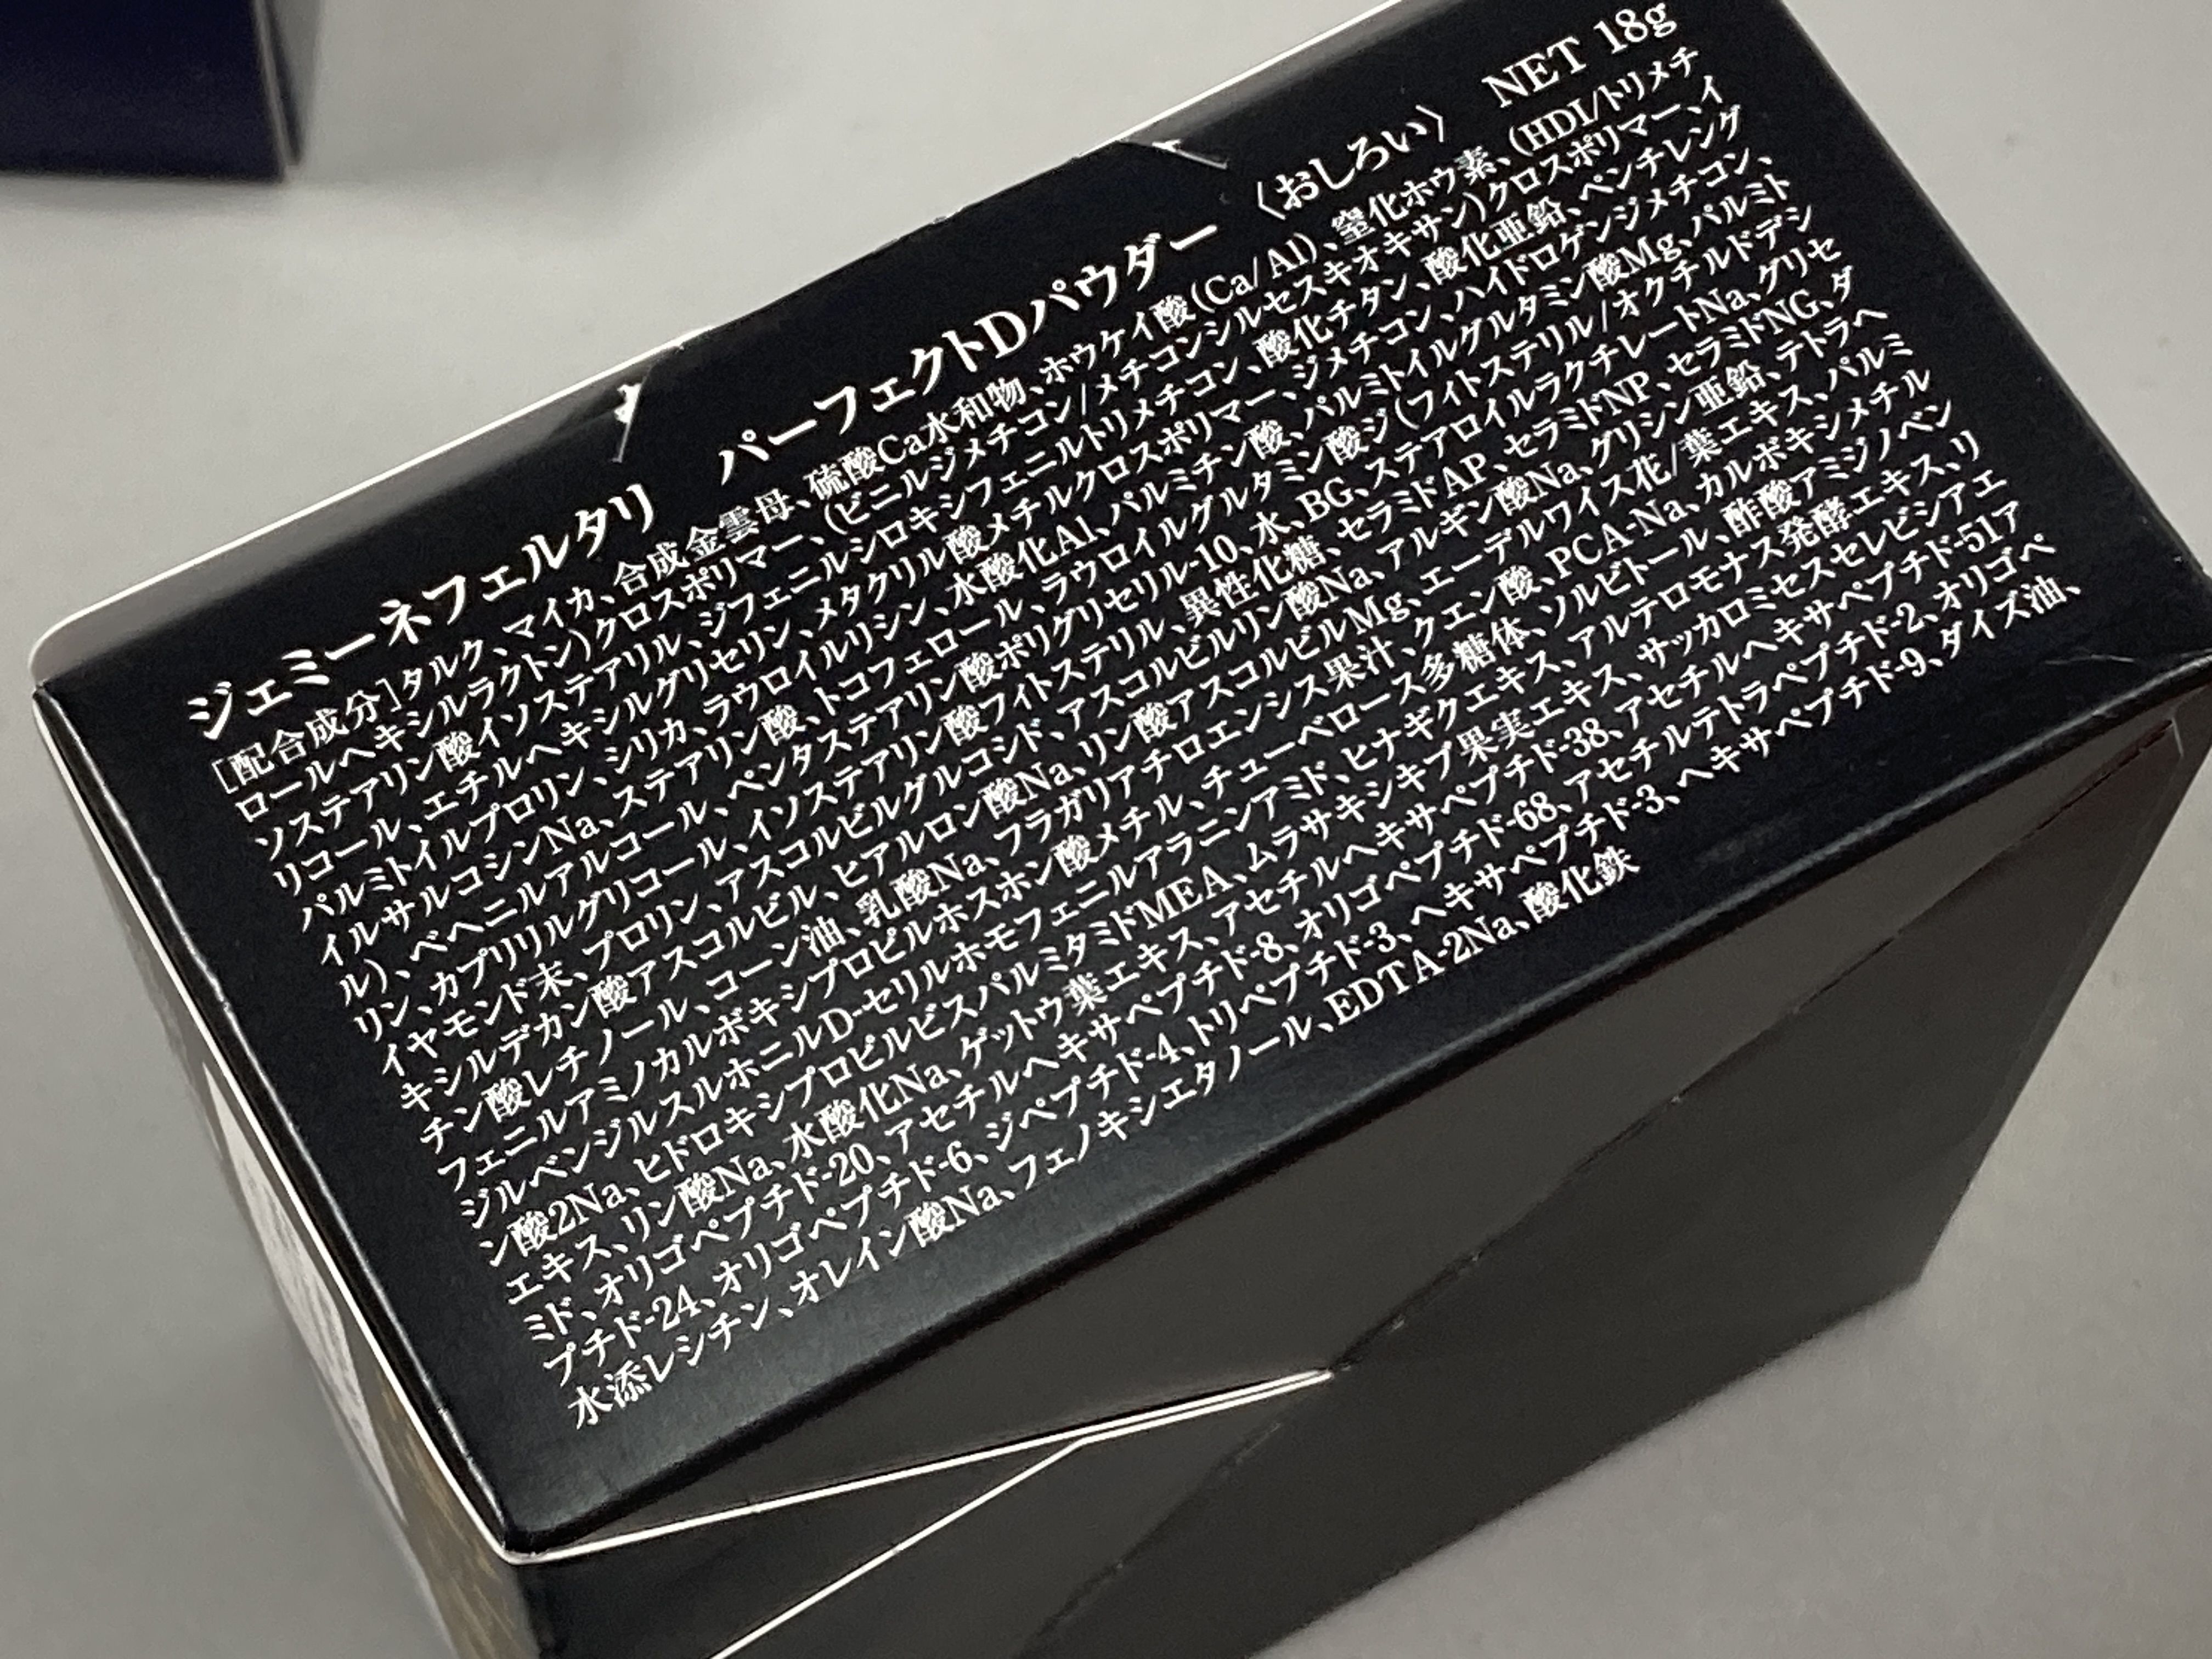 ジェミーネフェルタリ　パーフェクトDパウダー　〈おしろい〉　NET 18g
[配合成分]タルク、マイカ、合成金雲母、硫酸Ca水和物、ホウケイ酸(Ca/Al)、窒化ホウ素、(HDI/トリメチ
ロールヘキシルラクトン)クロスポリマー、(ビニルジメチコン/メチコンシルセスキオキサン)クロスポリマー、イ
ソステアリン酸イソステアリル、ジフェニルシロキシフェニルトリメチコン、酸化チタン、酸化亜鉛、ペンチレング
リコール、エチルヘキシルグリセリン、メタクリル酸メチルクロスポリマー、ジメチコン、ハイドロゲンジメチコン、
パルミトイルプロリン、シリカ、ラウロイルリシン、水酸化Al、パルミチン酸、パルミトイルグルタミン酸Mg、パルミト
イルサルコシンNa、ステアリン酸、トコフェロール、ラウロイルグルタミン酸ジ(フィトステリル/オクチルドデシ
ル)、ベヘニルアルコール、ペンタステアリン酸ポリグリセリル-10、水、BG、ステアロイルラクチレートNa、グリセ
リン、カプリリルグリコール、イソステアリン酸フィトステリル、異性化糖、セラミドAP、セラミドNP、セラミドNG、ダ
イヤモンド末、プロリン、アスコルビルグルコシド、アスコルビルリン酸Na、アルギン酸Na、グリシン亜鉛、テトラヘ
キシルデカン酸アスコルビル、ヒアルロン酸Na、リン酸アスコルビルMg、エーデルワイス花/葉エキス、パルミ
チン酸レチノール、コーン油、乳酸Na、フラガリアチロエンシス果汁、クエン酸、PCA-Na、カルボキシメチル
フェニルアミノカルボキシプロピルホスホン酸メチル、チューベロース多糖体、ソルビトール、酢酸アミジノベン
ジルベンジルスルホニルD-セリルホモフェニルアラニンアミド、ヒナギクエキス、アルテロモナス発酵エキス、リ
ン酸2Na、ヒドロキシプロピルビスパルミタミドMEA、ムラサキシキブ果実エキス、サッカロミセスセレビシアエ
エキス、リン酸Na、水酸化Na、ゲットウ葉エキス、アセチルヘキサペプチド-38、アセチルヘキサペプチド-51ア
ミド、オリゴペプチド-20、アセチルヘキサペプチド-8、オリゴペプチド-68、アセチルテトラペプチド-2、オリゴペ
プチド-24、オリゴペプチド-6、ジペプチド-4、トリペプチド-3、ヘキサペプチド-3、ヘキサペプチド-9、ダイズ油、
水添レシチン、オレイン酸Na、フェノキシエタノール、EDTA-2Na、酸化鉄